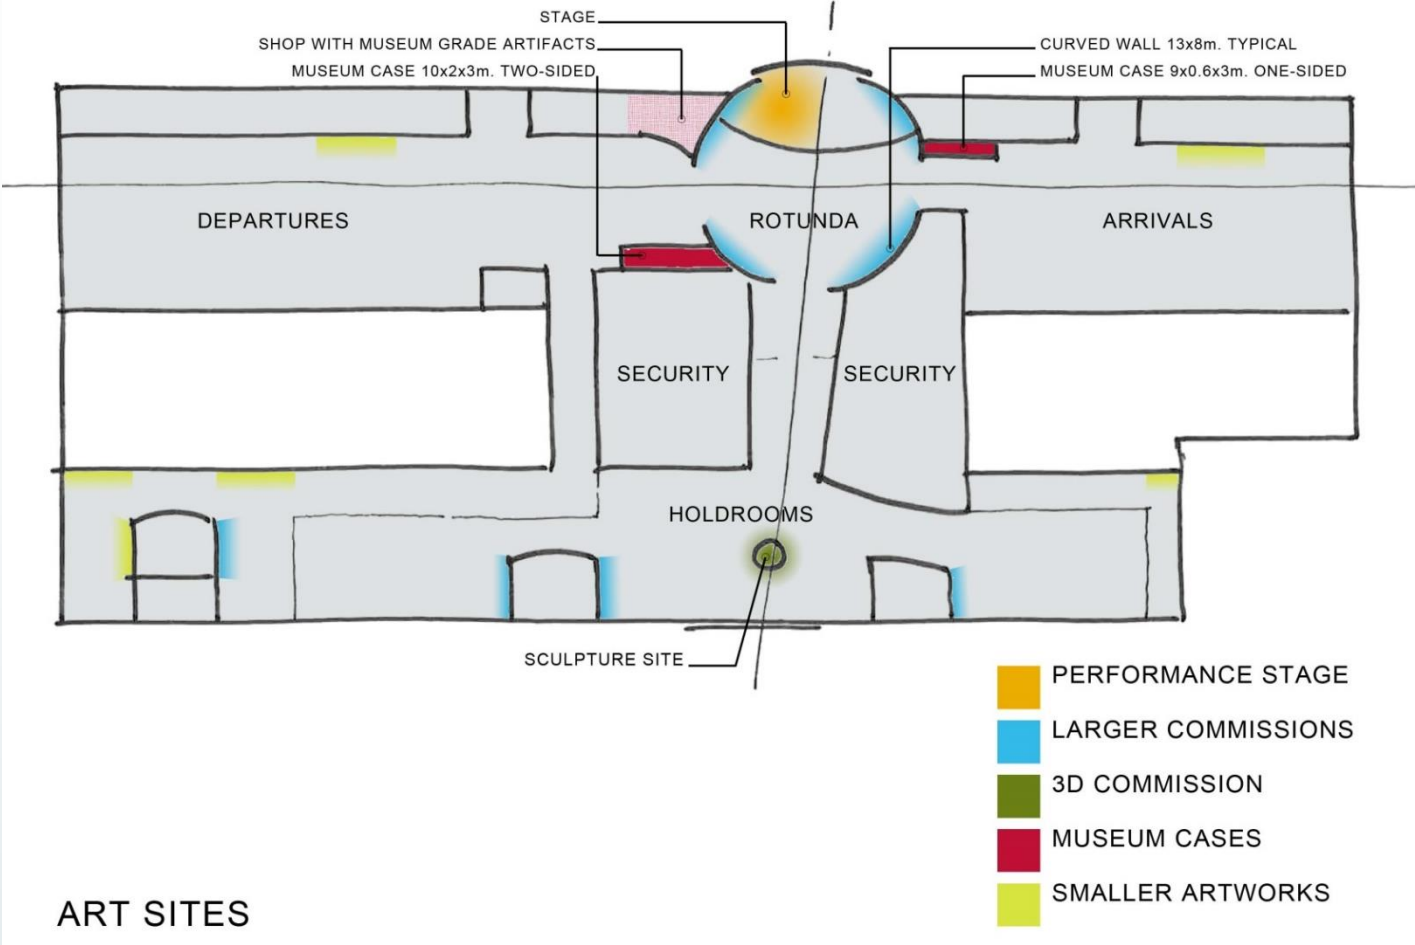 STAGE
SHOP WITH MUSEUM GRADE ARTIFACTS
MUSEUM CASE 10x2x3m. TWO-SIDED
CURVED WALL 13x8m. TYPICAL
MUSEUM CASE 9x0.6x3m. ONE-SIDED
DEPARTURES
ROTUNDA
ARRIVALS
SECURITY
SECURITY
HOLDROOMS
SCULPTURE SITE
PERFORMANCE STAGE
LARGER COMMISSIONS
3D COMMISSION
MUSEUM CASES
SMALLER ARTWORKS
ART SITES